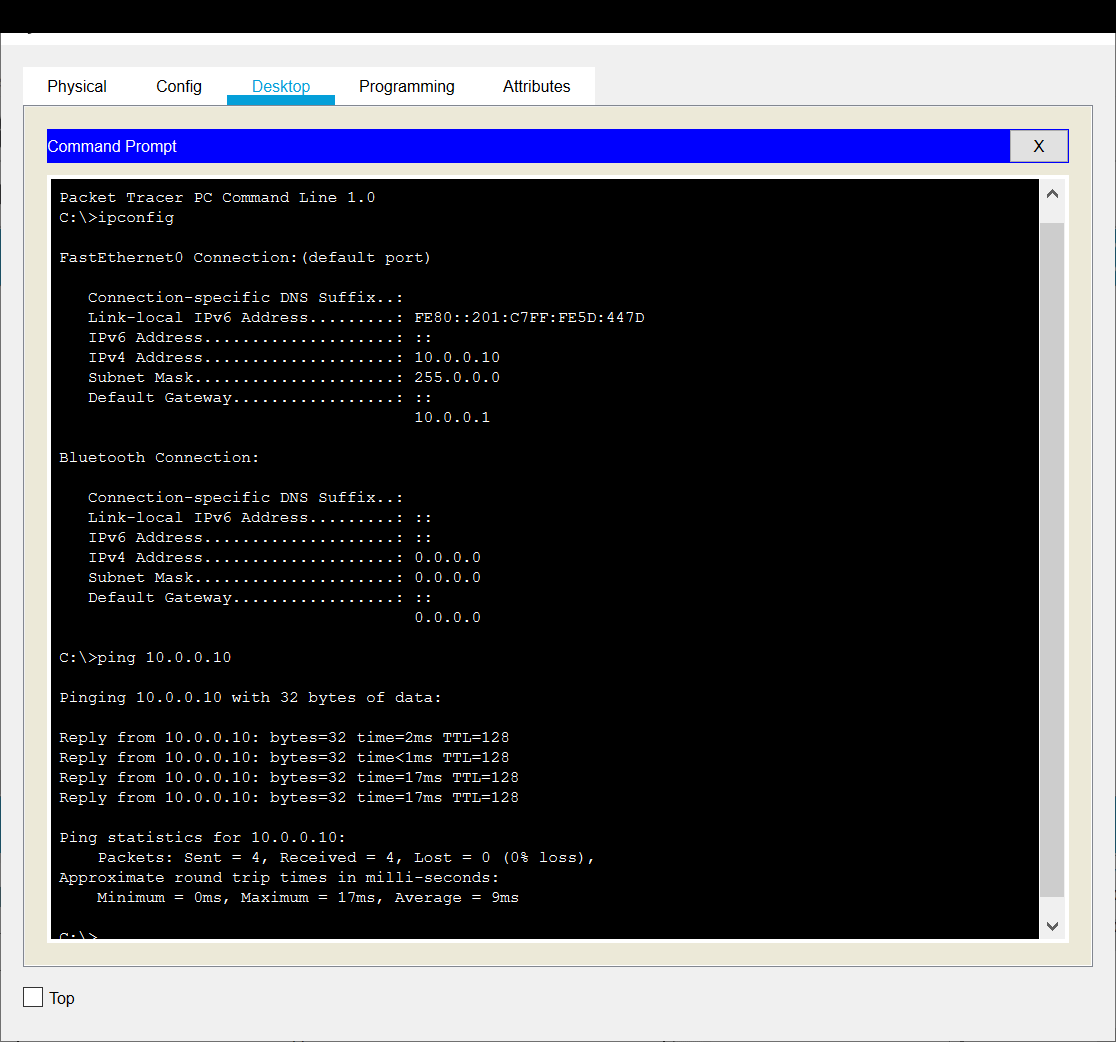 Physical Config Desktop Programming Attributes
Command Prompt X
Packet Tracer PC Command Line 1.0
C:\>ipconfig
FastEthernet0 Connection:(default port)
Connection-specific DNS Suffix..:
Link-local IPv6 Address.........: FE80::201:C7FF:FE5D:447D
IPv6 Address....................: ::
IPv4 Address....................: 10.0.0.10
Subnet Mask.....................: 255.0.0.0
Default Gateway.................: ::
10.0.0.1
Bluetooth Connection:
Connection-specific DNS Suffix..:
Link-local IPv6 Address.........: ::
IPv6 Address....................: ::
IPv4 Address....................: 0.0.0.0
Subnet Mask.....................: 0.0.0.0
Default Gateway.................: ::
0.0.0.0
C:\>ping 10.0.0.10
Pinging 10.0.0.10 with 32 bytes of data:
Reply from 10.0.0.10: bytes=32 time=2ms TTL=128
Reply from 10.0.0.10: bytes=32 time<1ms TTL=128
Reply from 10.0.0.10: bytes=32 time=17ms TTL=128
Reply from 10.0.0.10: bytes=32 time=17ms TTL=128
Ping statistics for 10.0.0.10:
Packets: Sent = 4, Received = 4, Lost = 0 (0% loss),
Approximate round trip times in milli-seconds:
Minimum = 0ms, Maximum = 17ms, Average = 9ms
C:\>
Top